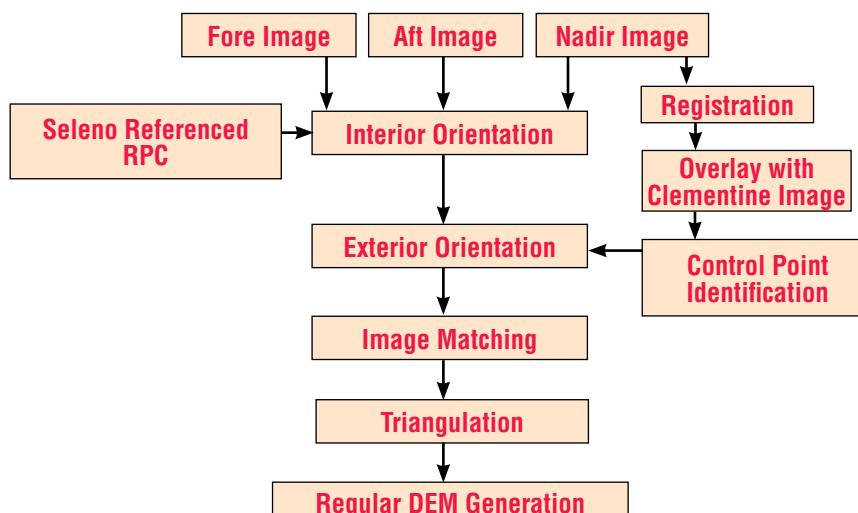 Fore Image
Aft Image
Nadir Image
Registration
Seleno Referenced
RPC
Interior Orientation
Overlay with
Clementine Image
Exterior Orientation
Control Point
Identification
Image Matching
Triangulation
Regular DEM Generation